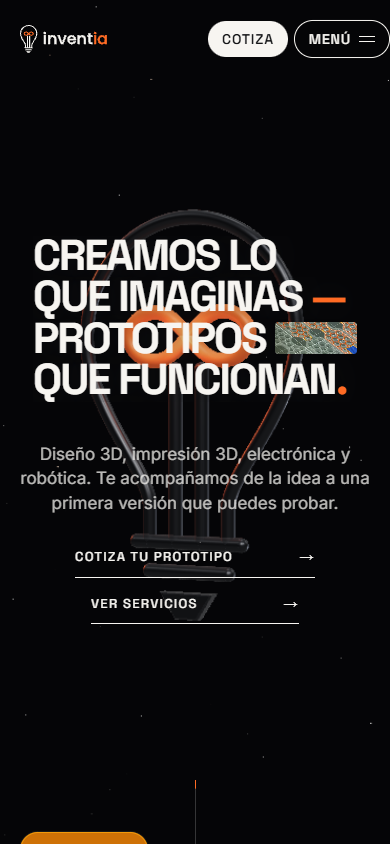 inventia
COTIZA
MENÚ
CREAMOS LO
QUE IMAGINAS —
PROTOTIPOS
QUE FUNCIONAN.
Diseño 3D, impresión 3D, electrónica y
robótica. Te acompañamos de la idea a una
primera versión que puedes probar.
COTIZA TU PROTOTIPO →
VER SERVICIOS →